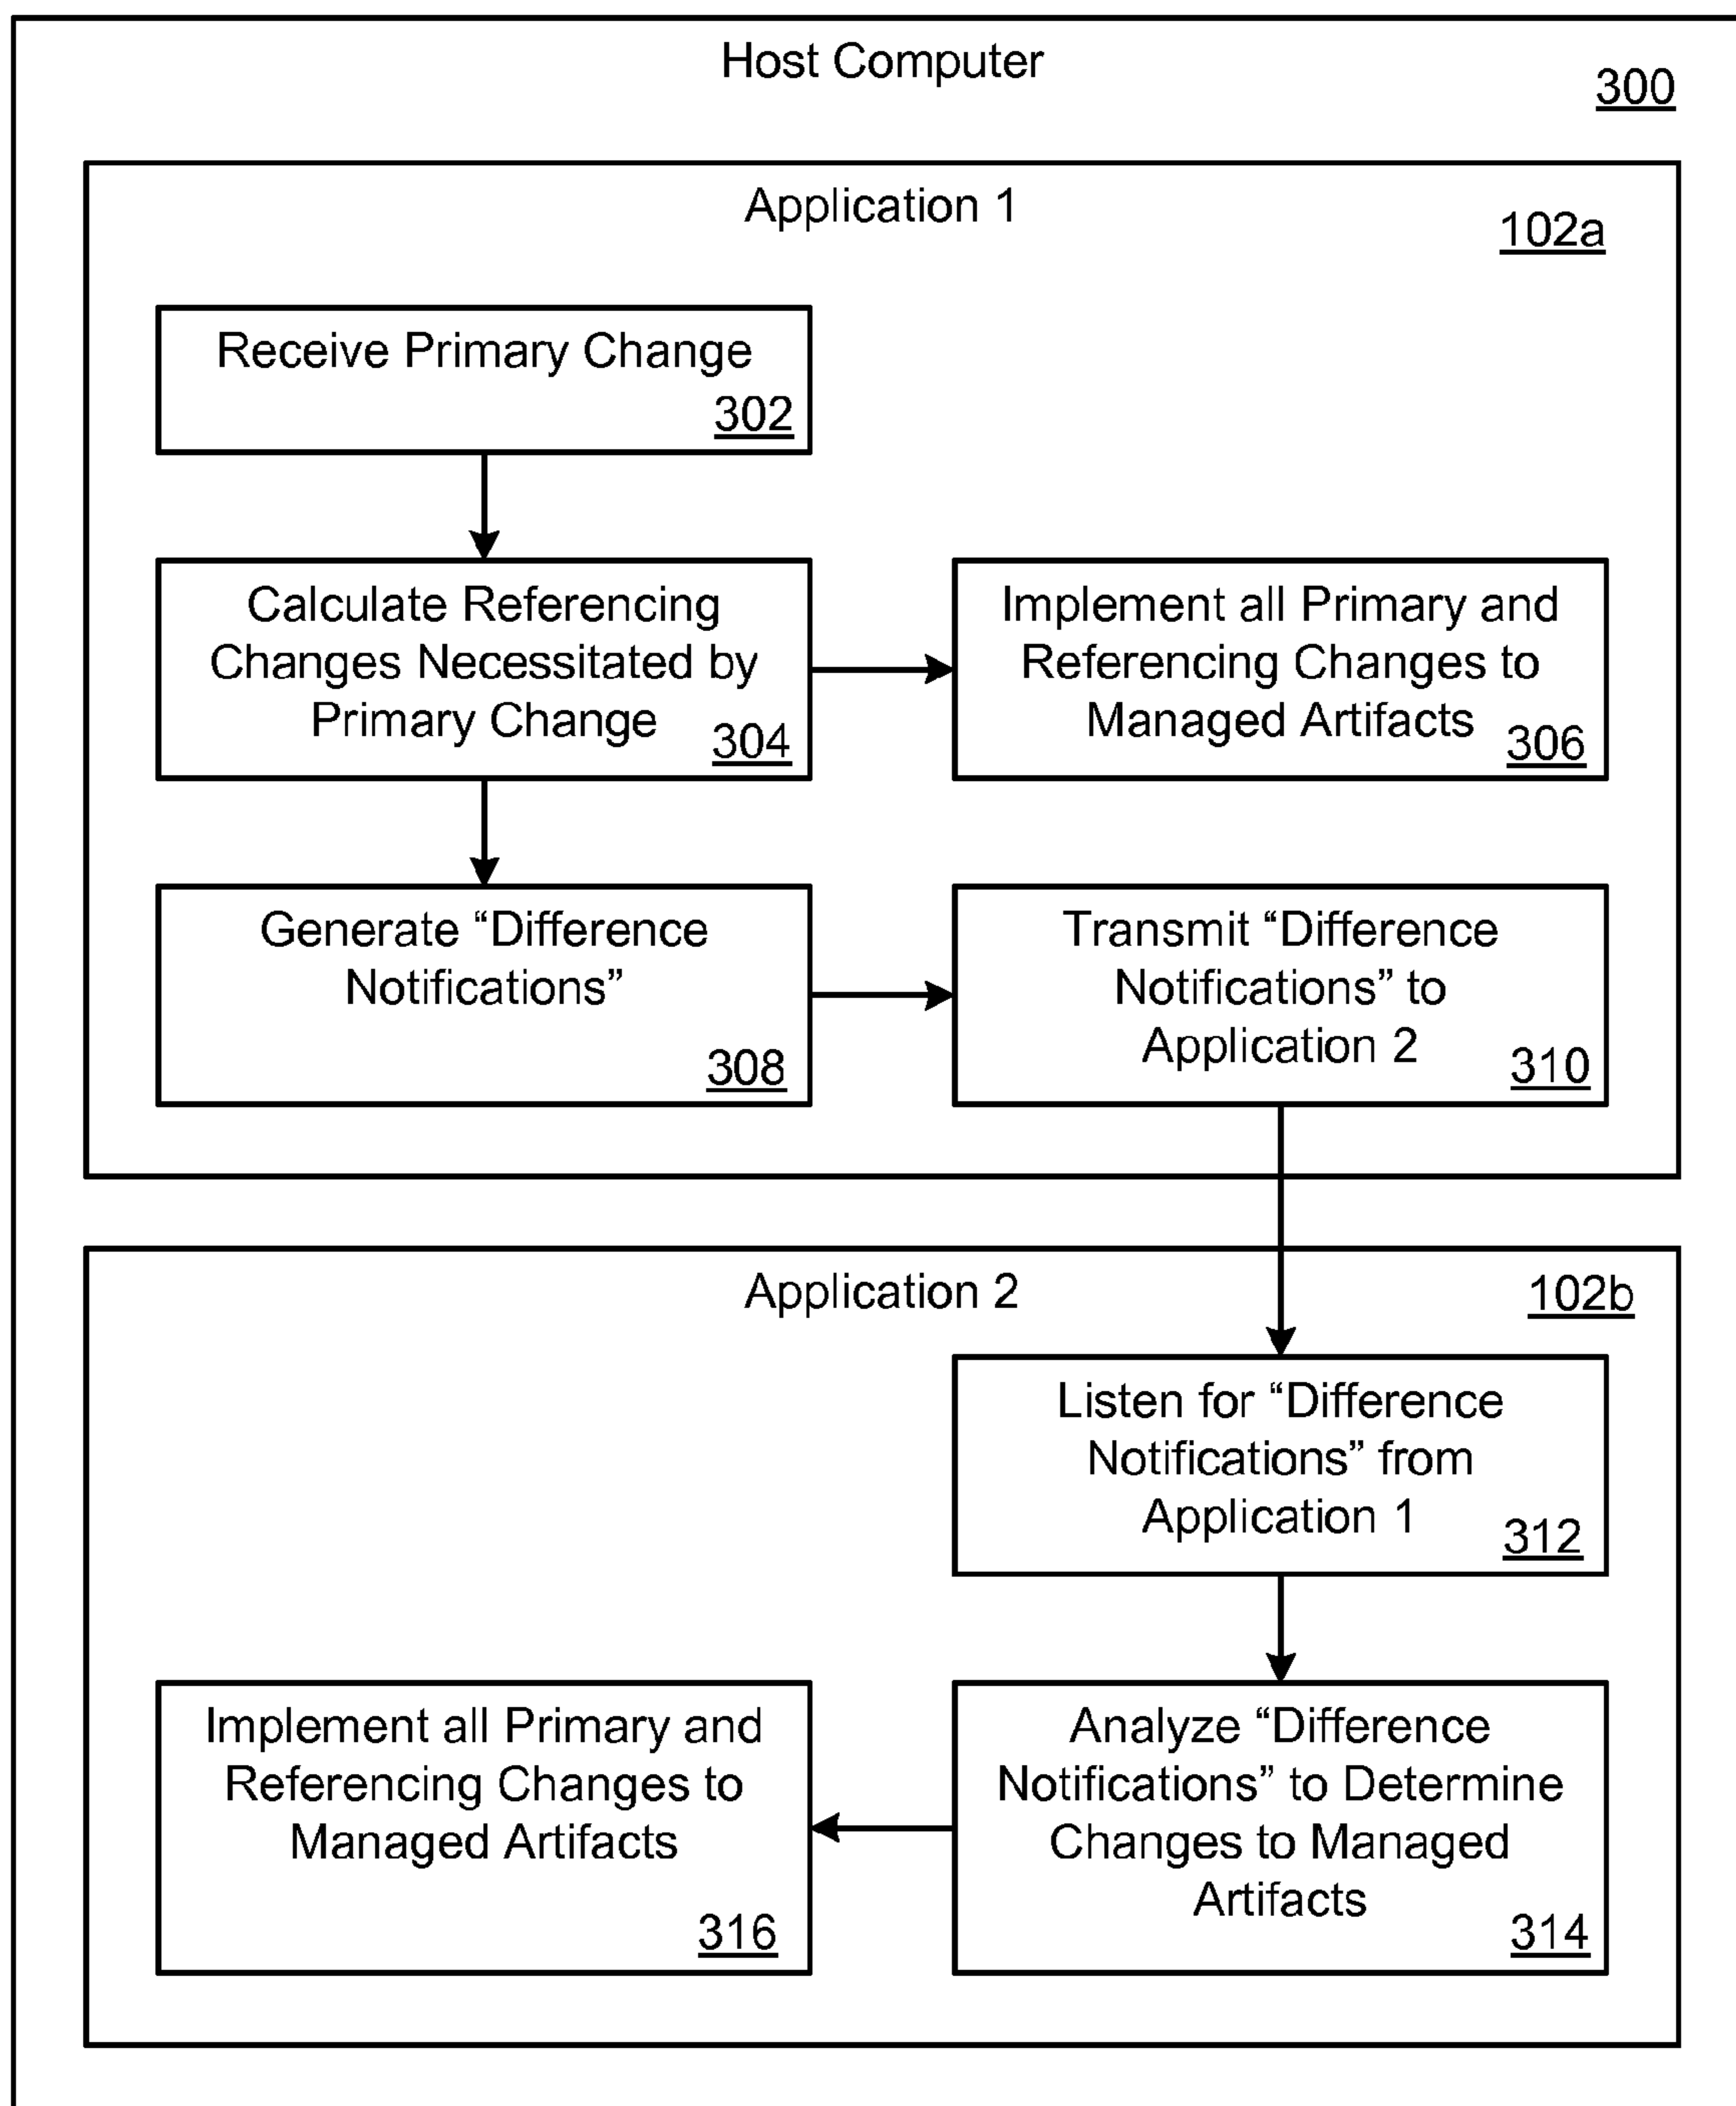 Host Computer
300
Application 1
102a
Receive Primary Change
302
Calculate Referencing
Changes Necessitated by
Primary Change
304
Implement all Primary and
Referencing Changes to
Managed Artifacts
306
Generate “Difference
Notifications”
308
Transmit “Difference
Notifications” to
Application 2
310
Application 2
102b
Listen for “Difference
Notifications” from
Application 1
312
Implement all Primary and
Referencing Changes to
Managed Artifacts
316
Analyze “Difference
Notifications” to Determine
Changes to Managed
Artifacts
314